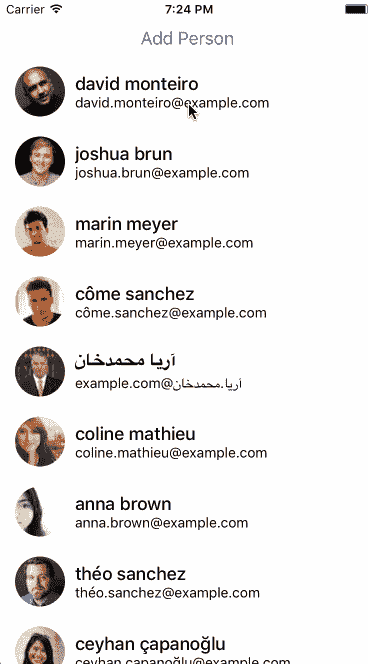 Carrier 7:24 PM
Add Person
david monteiro
david.monteiro@example.com
joshua brun
joshua.brun@example.com
marin meyer
marin.meyer@example.com
côme sanchez
côme.sanchez@example.com
آریا محمدخان
آریا.محمدخان@example.com
coline mathieu
coline.mathieu@example.com
anna brown
anna.brown@example.com
théo sanchez
théo.sanchez@example.com
ceyhan çapanoğlu
ceyhan.çapanoğlu@example.com